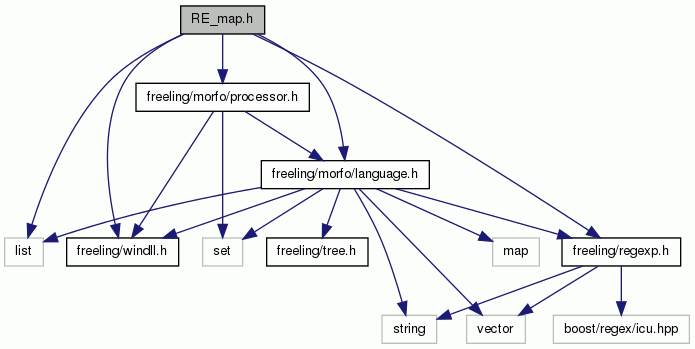 RE_map.h
freeling/morfo/processor.h
freeling/morfo/language.h
list
freeling/windll.h
set
freeling/tree.h
map
freeling/regexp.h
string
vector
boost/regex/icu.hpp